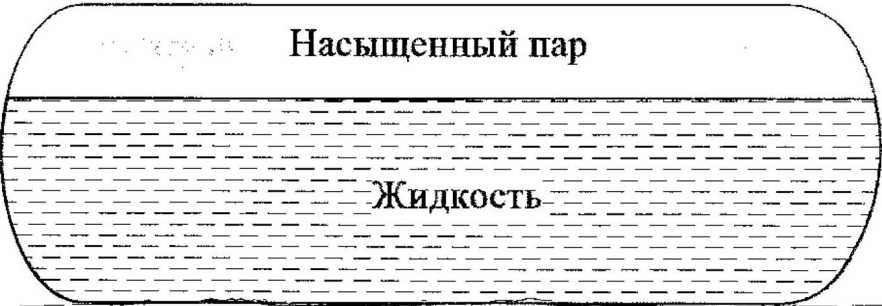 Насыщенный пар
Жидкость